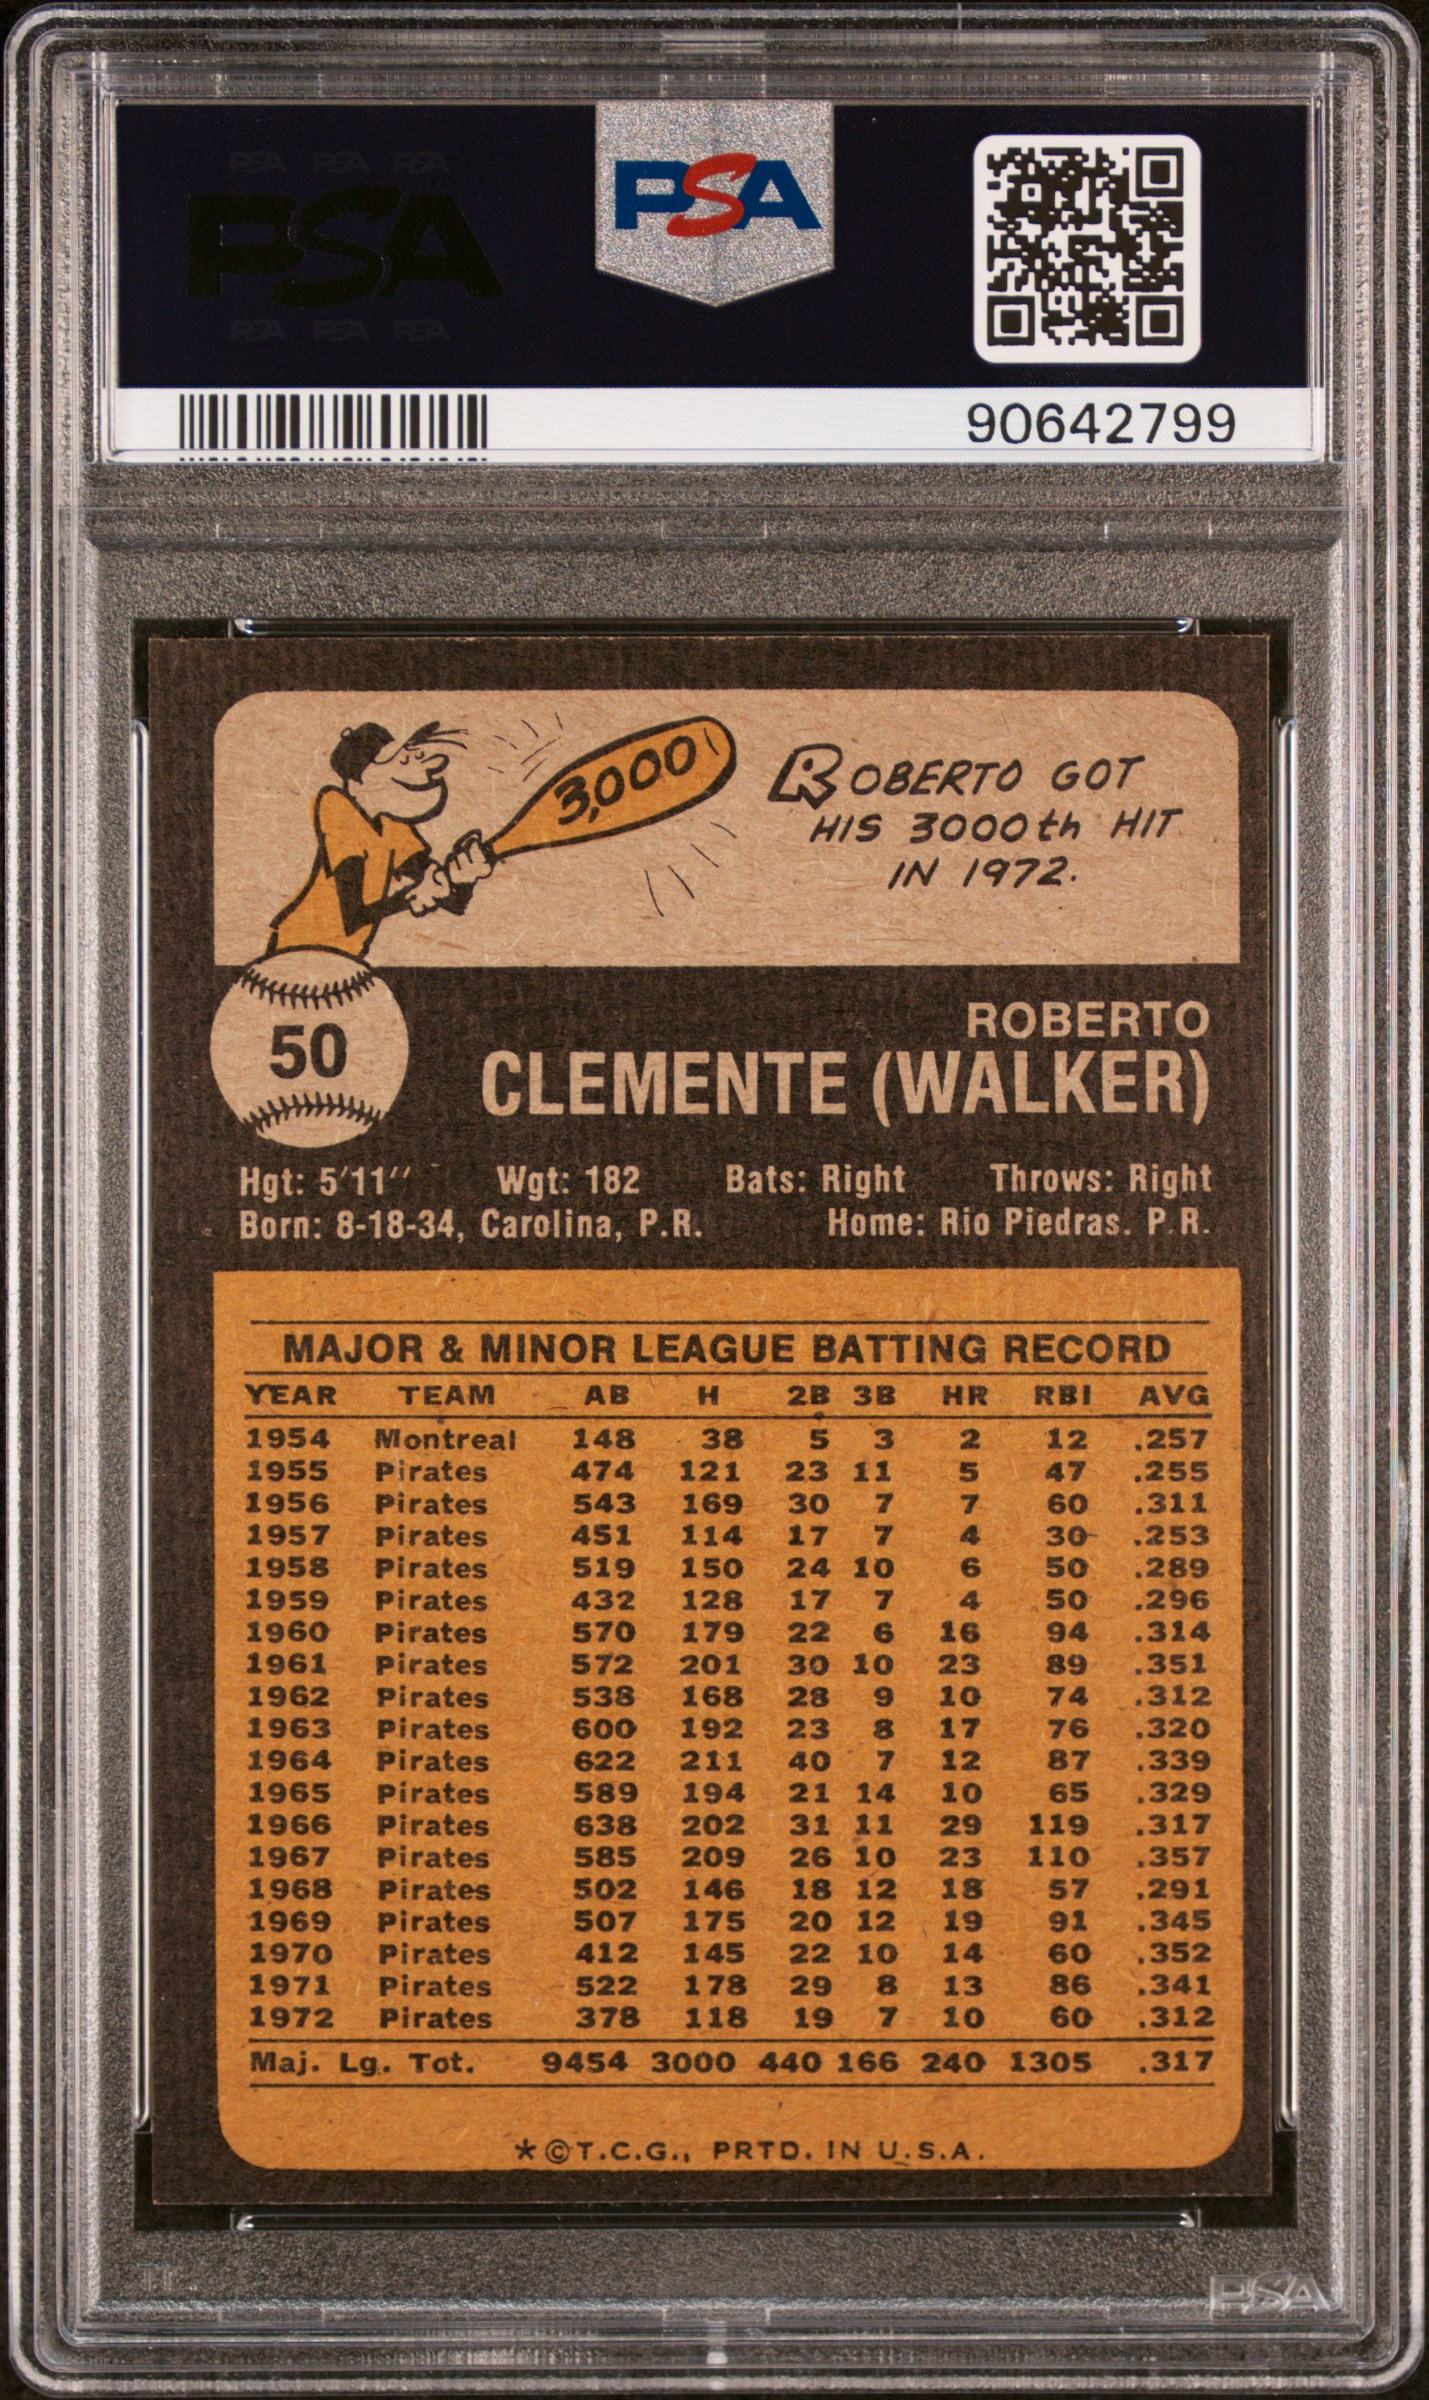 PSA PSA PSA
PSA
PSA PSA PSA
PSA
90642799
3,000
ROBERTO GOT
HIS 3000th HIT
IN 1972.
50
ROBERTO
CLEMENTE (WALKER)
Hgt: 5'11'' Wgt: 182 Bats: Right Throws: Right
Born: 8-18-34, Carolina, P.R. Home: Rio Piedras. P.R.
MAJOR & MINOR LEAGUE BATTING RECORD
YEAR TEAM AB H 2B 3B HR RBI AVG
1954 Montreal 148 38 5 3 2 12 .257
1955 Pirates 474 121 23 11 5 47 .255
1956 Pirates 543 169 30 7 7 60 .311
1957 Pirates 451 114 17 7 4 30 .253
1958 Pirates 519 150 24 10 6 50 .289
1959 Pirates 432 128 17 7 4 50 .296
1960 Pirates 570 179 22 6 16 94 .314
1961 Pirates 572 201 30 10 23 89 .351
1962 Pirates 538 168 28 9 10 74 .312
1963 Pirates 600 192 23 8 17 76 .320
1964 Pirates 622 211 40 7 12 87 .339
1965 Pirates 589 194 21 14 10 65 .329
1966 Pirates 638 202 31 11 29 119 .317
1967 Pirates 585 209 26 10 23 110 .357
1968 Pirates 502 146 18 12 18 57 .291
1969 Pirates 507 175 20 12 19 91 .345
1970 Pirates 412 145 22 10 14 60 .352
1971 Pirates 522 178 29 8 13 86 .341
1972 Pirates 378 118 19 7 10 60 .312
Maj. Lg. Tot. 9454 3000 440 166 240 1305 .317
*©T.C.G., PRTD. IN U.S.A.
PSA